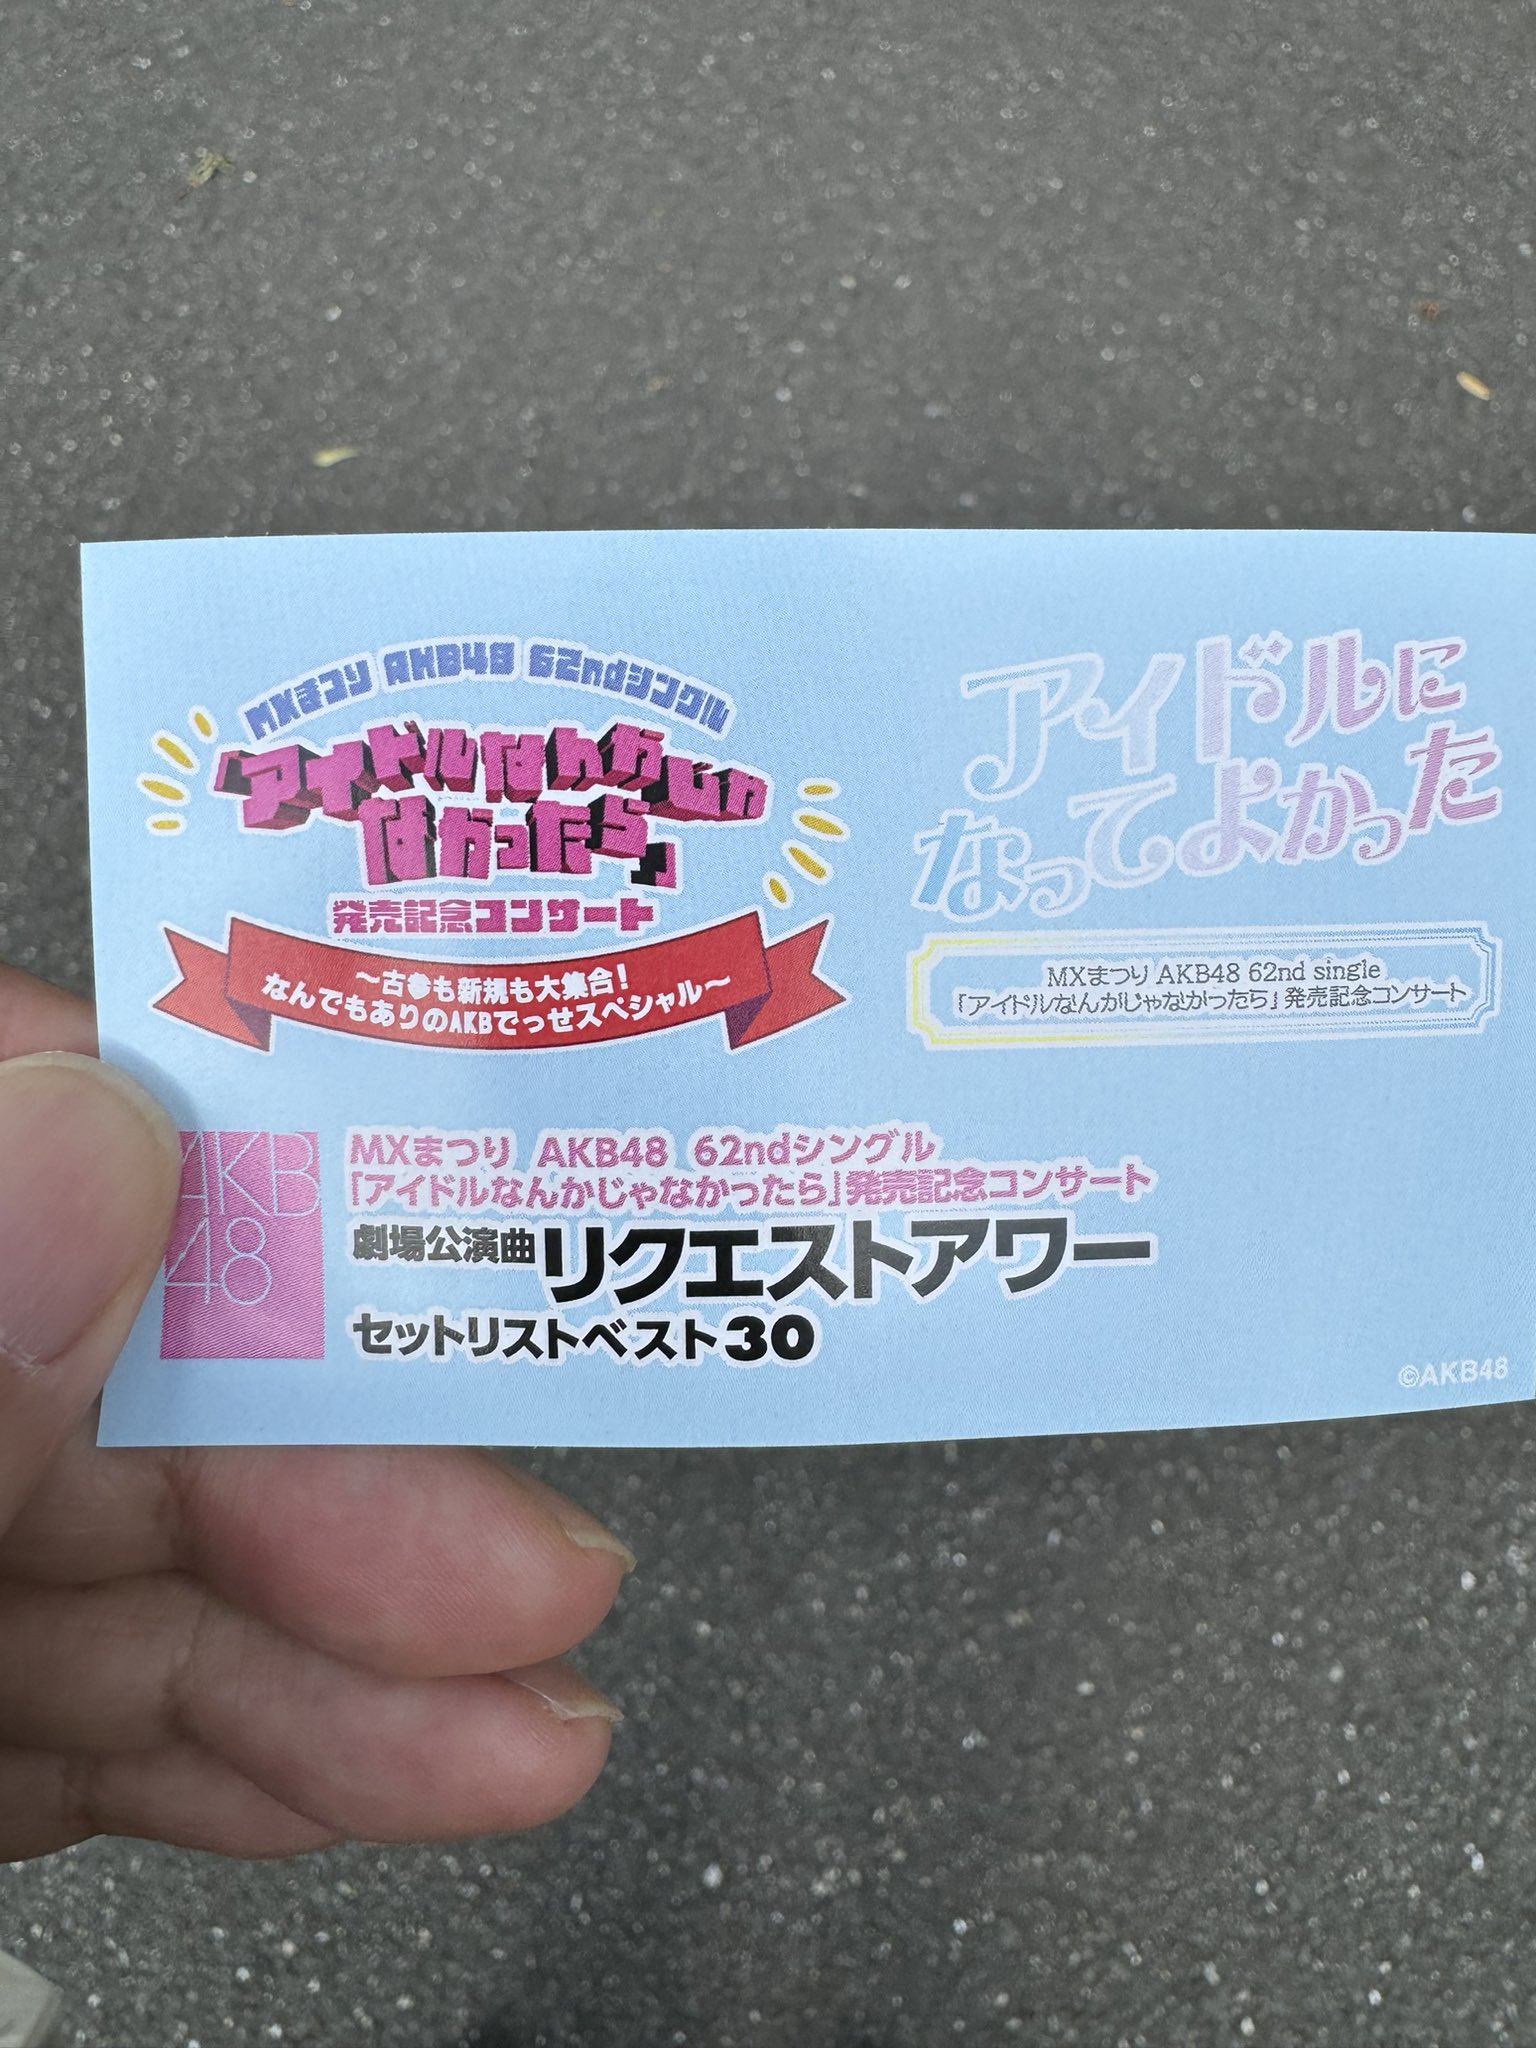 MXまつり AKB48 62ndシングル
「アイドルなんかじゃ
なかったら」
発売記念コンサート
～古参も新規も大集合！
なんでもありのAKBでっせスペシャル～
アイドルに
なってよかった
MXまつり AKB48 62nd single
「アイドルなんかじゃなかったら」発売記念コンサート
AKB
48
MXまつり AKB48 62ndシングル
「アイドルなんかじゃなかったら」発売記念コンサート
劇場公演曲リクエストアワー
セットリストベスト30
©AKB48